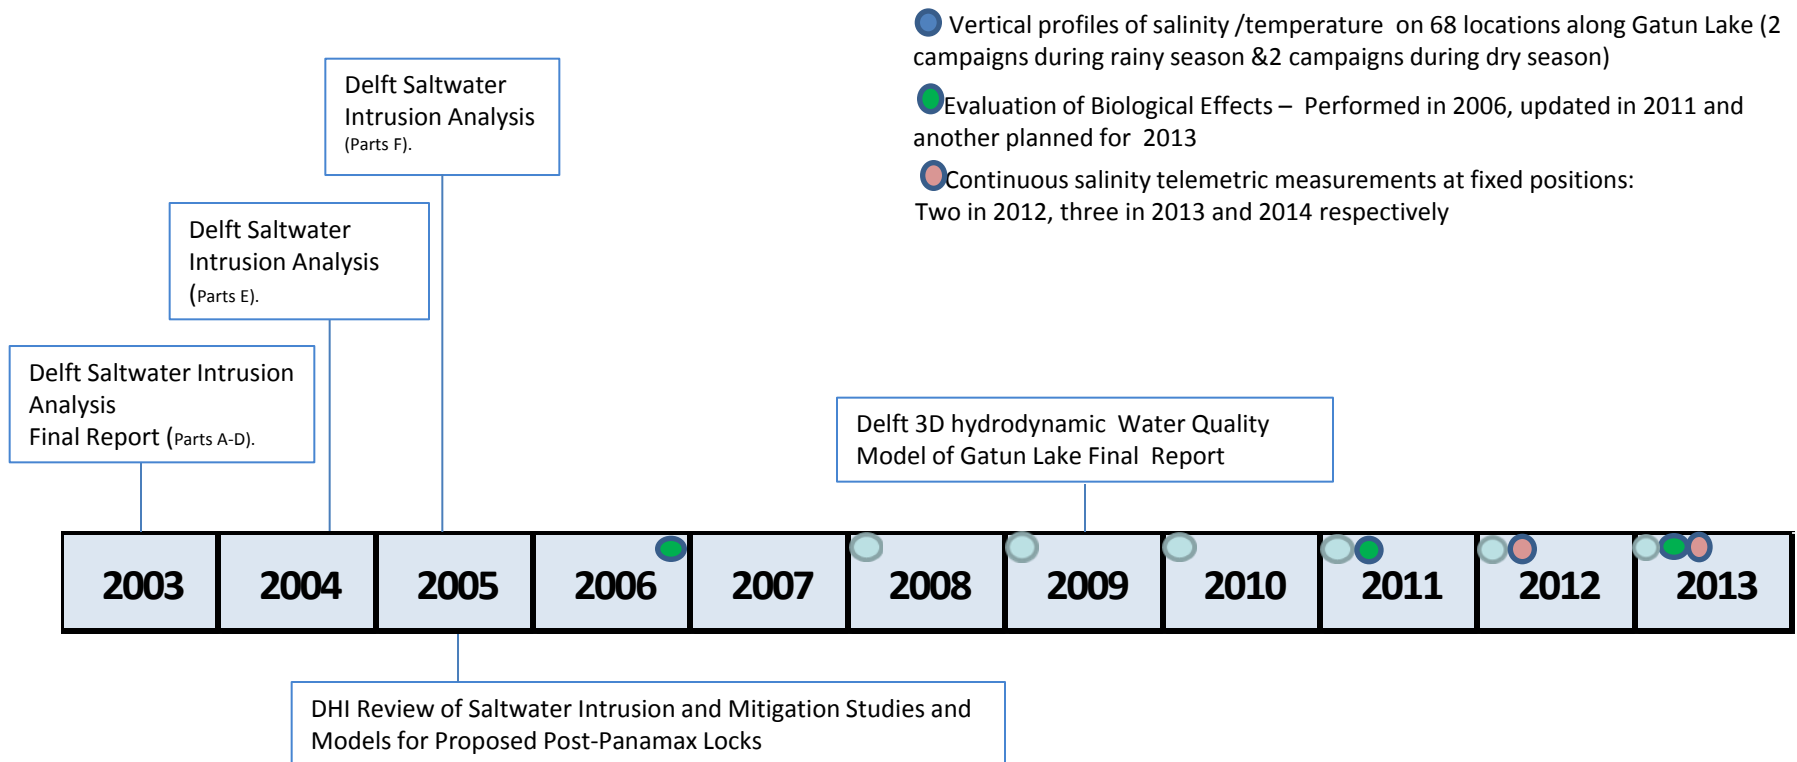 Vertical profiles of salinity /temperature on 68 locations along Gatun Lake (2
campaigns during rainy season &2 campaigns during dry season)
Evaluation of Biological Effects – Performed in 2006, updated in 2011 and
another planned for 2013
Continuous salinity telemetric measurements at fixed positions:
Two in 2012, three in 2013 and 2014 respectively
Delft Saltwater
Intrusion Analysis
(Parts F).
Delft Saltwater
Intrusion Analysis
(Parts E).
Delft Saltwater Intrusion
Analysis
Final Report (Parts A-D).
Delft 3D hydrodynamic Water Quality
Model of Gatun Lake Final Report
2003 2004 2005 2006 2007 2008 2009 2010 2011 2012 2013
DHI Review of Saltwater Intrusion and Mitigation Studies and
Models for Proposed Post-Panamax Locks